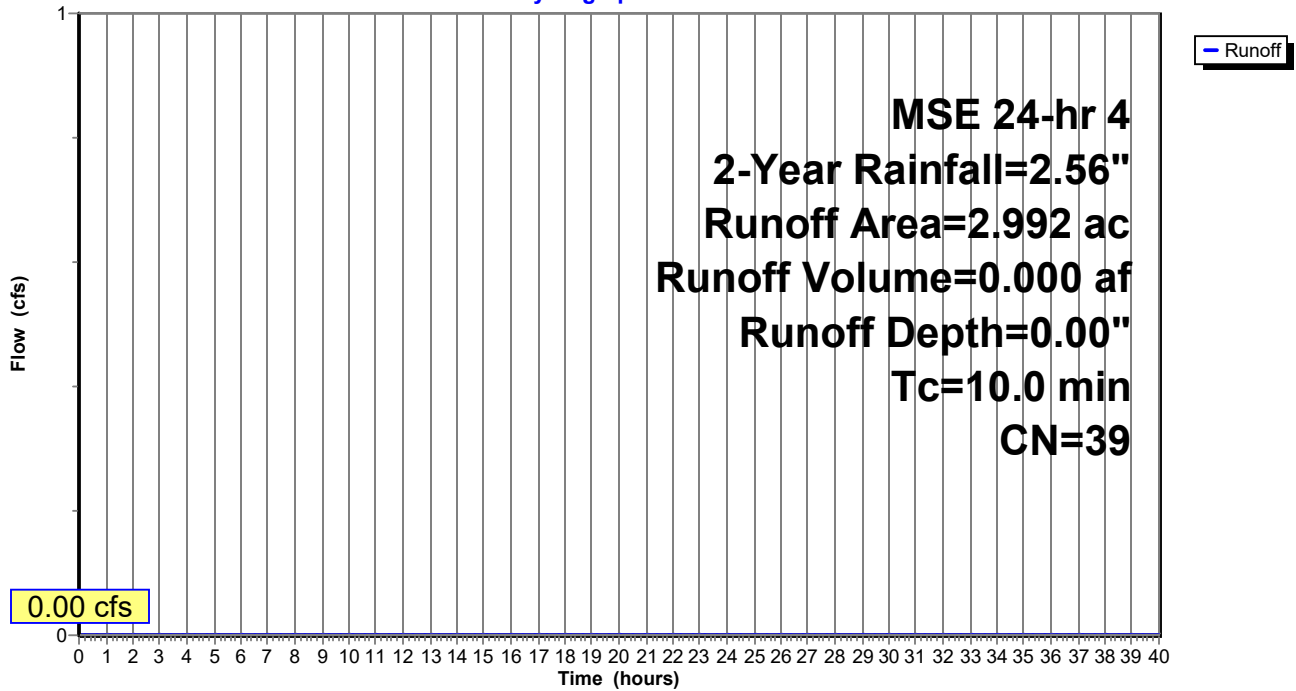 1
Runoff
MSE 24-hr 4
2-Year Rainfall=2.56"
Runoff Area=2.992 ac
Runoff Volume=0.000 af
Runoff Depth=0.00"
Tc=10.0 min
CN=39
Flow (cfs)
0.00 cfs
0
0 1 2 3 4 5 6 7 8 9 10 11 12 13 14 15 16 17 18 19 20 21 22 23 24 25 26 27 28 29 30 31 32 33 34 35 36 37 38 39 40
Time (hours)